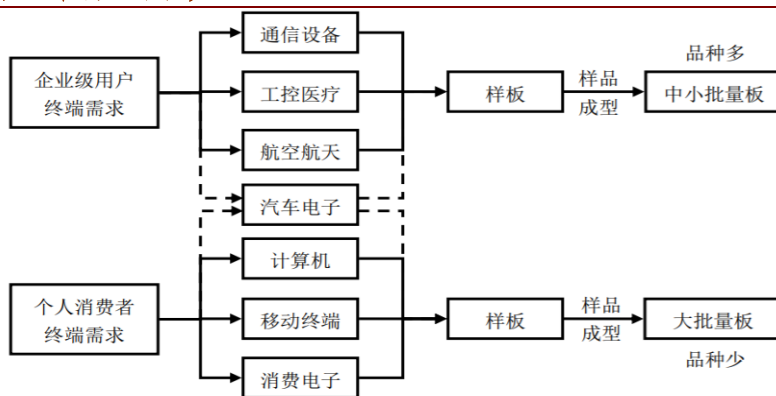 通信设备
品种多
企业级用户
终端需求
工控医疗
样板
样品
成型
中小批量板
航空航天
汽车电子
计算机
个人消费者
终端需求
移动终端
样板
样品
成型
大批量板
品种少
消费电子